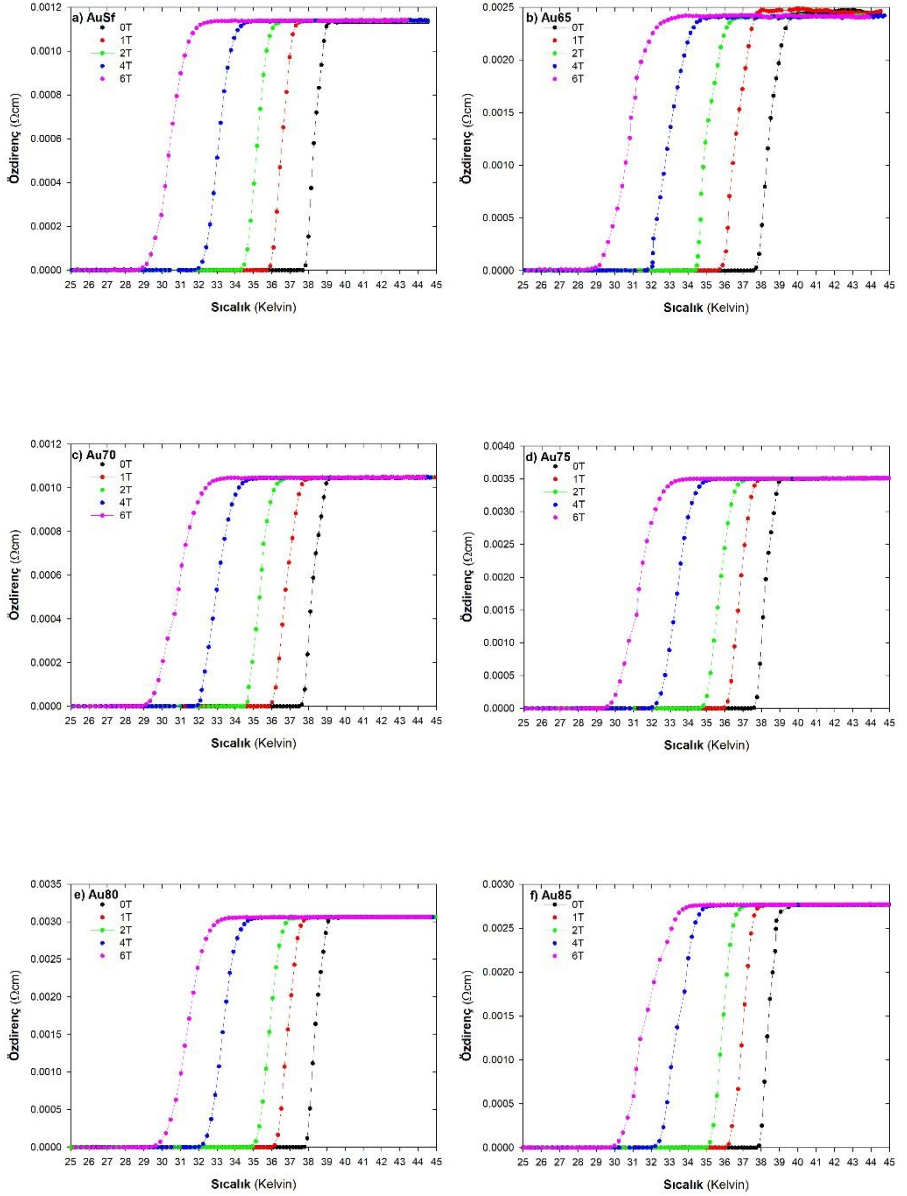 a) AuSf
0T
1T
2T
4T
6T
0.0012
0.0010
0.0008
0.0006
0.0004
0.0002
0.0000
Özdirenç (Ωcm)
25 26 27 28 29 30 31 32 33 34 35 36 37 38 39 40 41 42 43 44 45
Sıcalık (Kelvin)
b) Au65
0T
1T
2T
4T
6T
0.0025
0.0020
0.0015
0.0010
0.0005
0.0000
Özdirenç (Ωcm)
25 26 27 28 29 30 31 32 33 34 35 36 37 38 39 40 41 42 43 44 45
Sıcalık (Kelvin)
c) Au70
0T
1T
2T
4T
6T
0.0012
0.0010
0.0008
0.0006
0.0004
0.0002
0.0000
Özdirenç (Ωcm)
25 26 27 28 29 30 31 32 33 34 35 36 37 38 39 40 41 42 43 44 45
Sıcalık (Kelvin)
d) Au75
0T
1T
2T
4T
6T
0.0040
0.0035
0.0030
0.0025
0.0020
0.0015
0.0010
0.0005
0.0000
Özdirenç (Ωcm)
25 26 27 28 29 30 31 32 33 34 35 36 37 38 39 40 41 42 43 44 45
Sıcalık (Kelvin)
e) Au80
0T
1T
2T
4T
6T
0.0035
0.0030
0.0025
0.0020
0.0015
0.0010
0.0005
0.0000
Özdirenç (Ωcm)
25 26 27 28 29 30 31 32 33 34 35 36 37 38 39 40 41 42 43 44 45
Sıcalık (Kelvin)
f) Au85
0T
1T
2T
4T
6T
0.0030
0.0025
0.0020
0.0015
0.0010
0.0005
0.0000
Özdirenç (Ωcm)
25 26 27 28 29 30 31 32 33 34 35 36 37 38 39 40 41 42 43 44 45
Sıcalık (Kelvin)